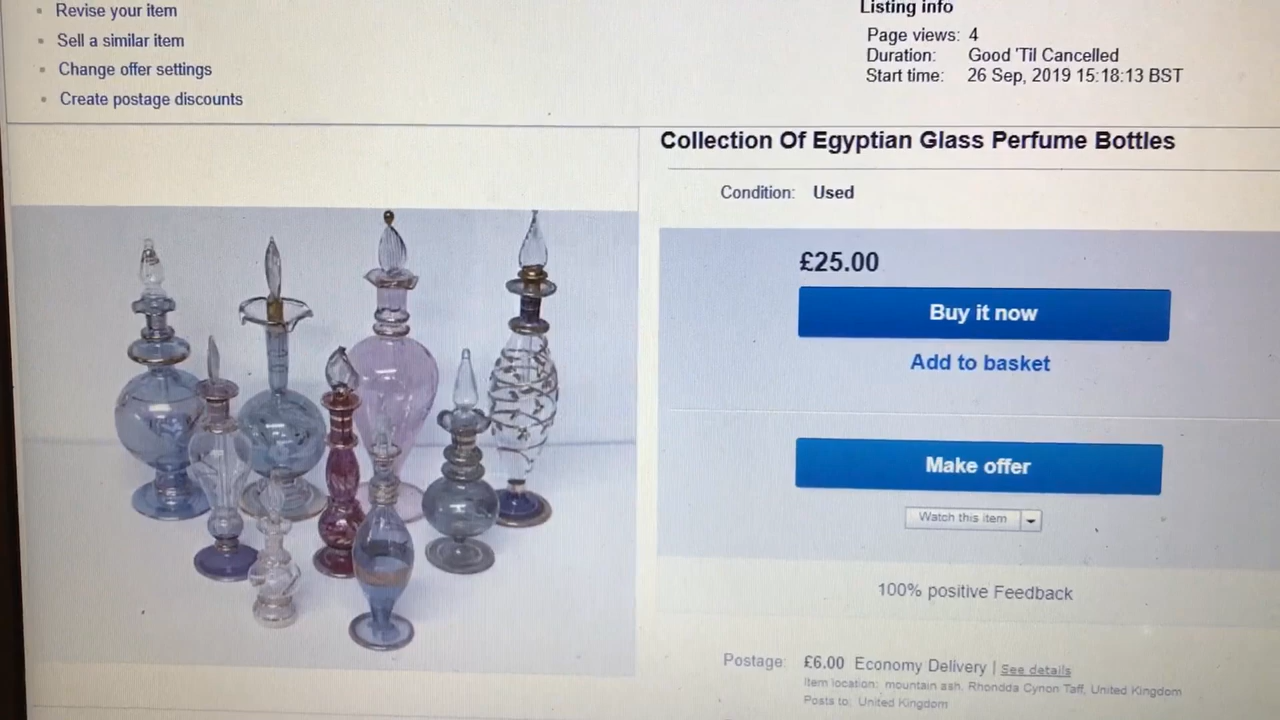 Revise your item
Sell a similar item
Change offer settings
Create postage discounts
Listing info
Page views: 4
Duration: Good 'Til Cancelled
Start time: 26 Sep, 2019 15:18:13 BST
Collection Of Egyptian Glass Perfume Bottles
Condition: Used
£25.00
Buy it now
Add to basket
Make offer
Watch this item
100% positive Feedback
Postage: £6.00 Economy Delivery | See details
Item location: mountain ash, Rhondda Cynon Taff, United Kingdom
Posts to: United Kingdom